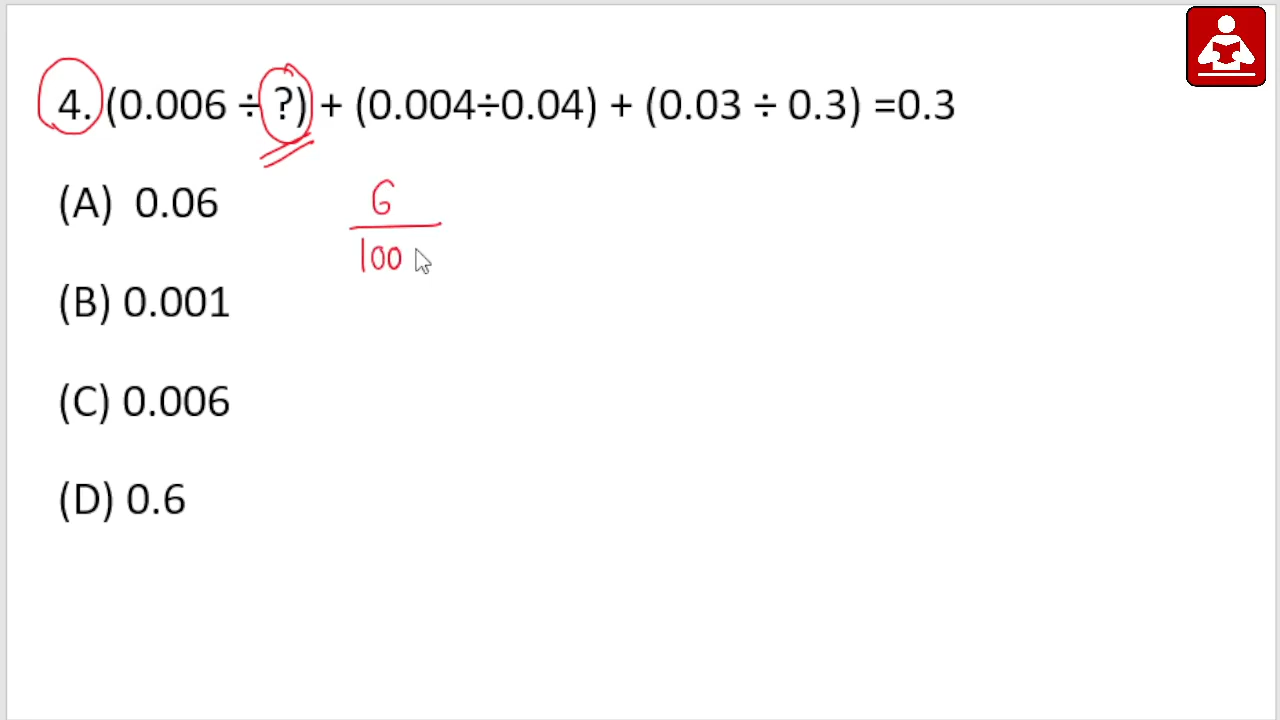 4. (0.006 ÷ ?) + (0.004÷0.04) + (0.03 ÷ 0.3) =0.3
(A) 0.06
6
100
(B) 0.001
(C) 0.006
(D) 0.6